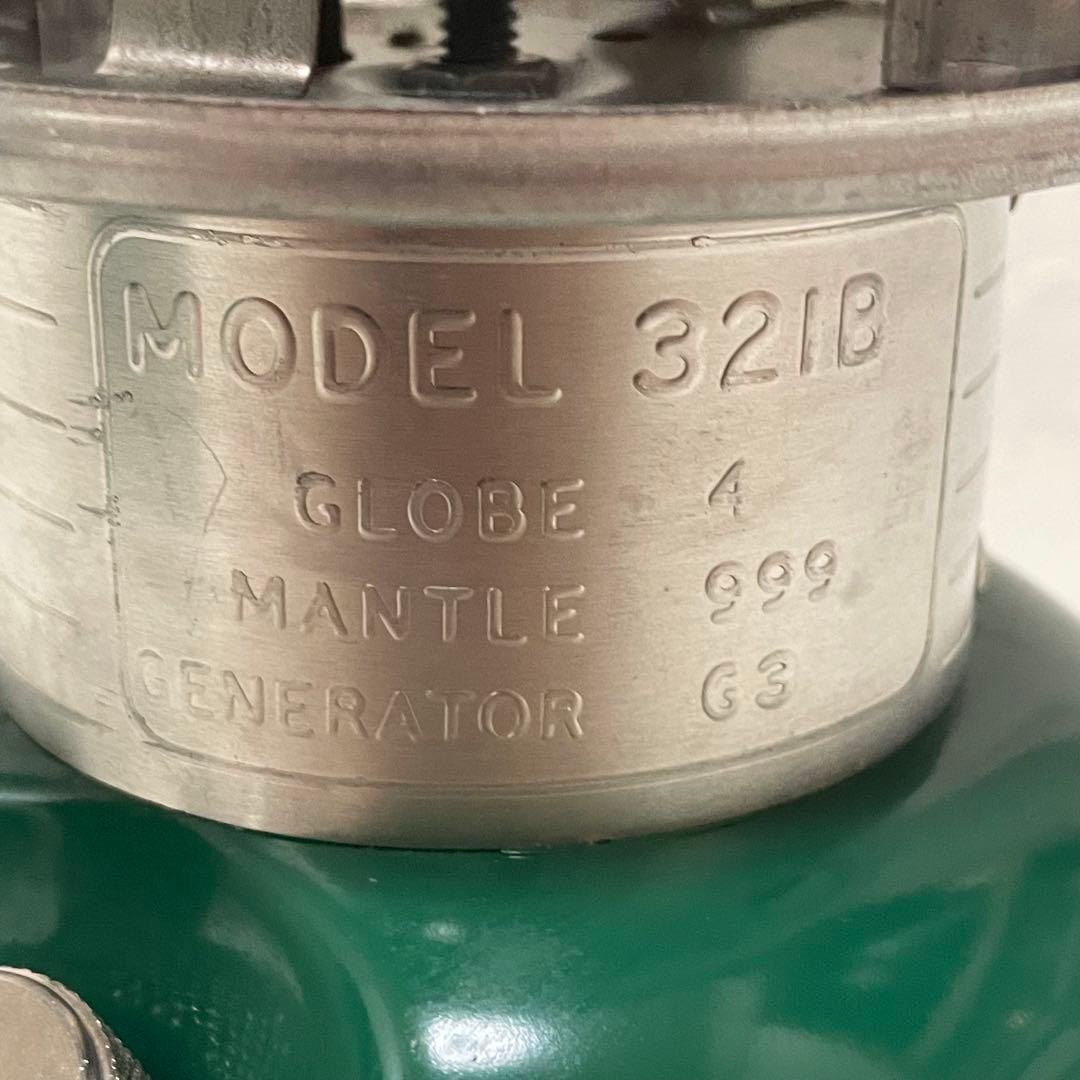 MODEL 321B
GLOBE 4
MANTLE 999
GENERATOR G3